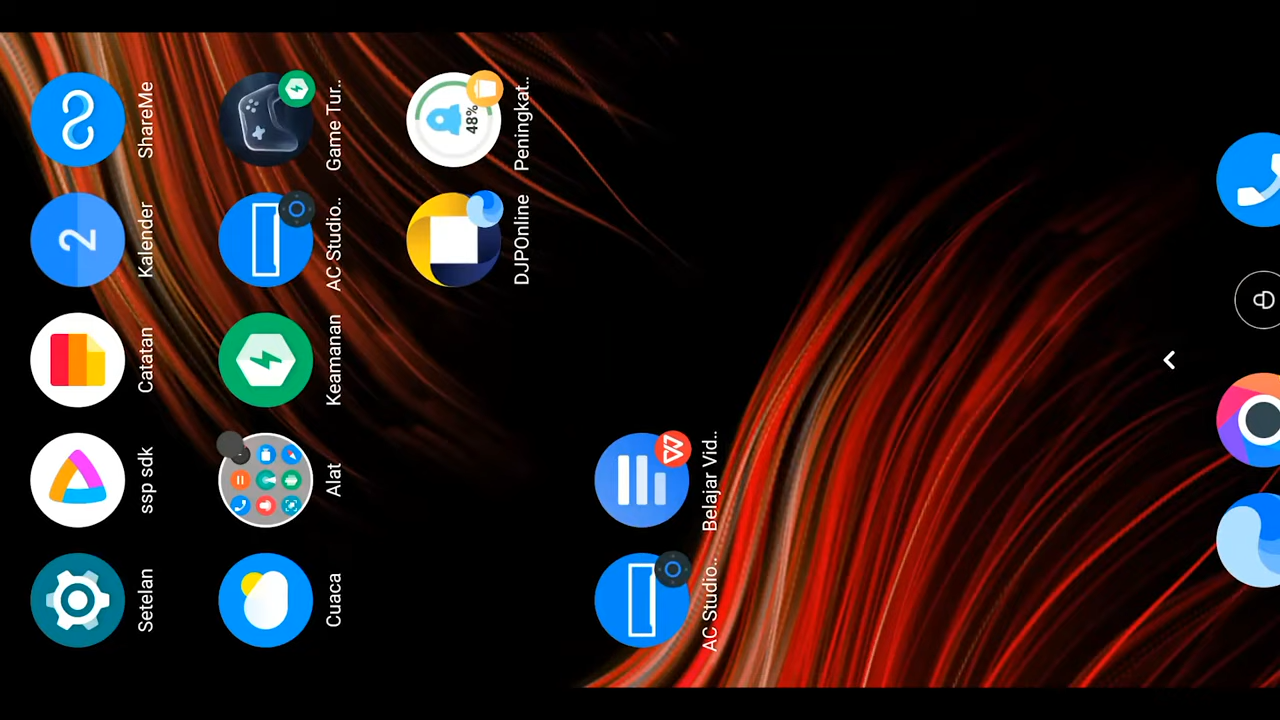 2
Setelan
ssp sdk
Catatan
Kalender
ShareMe
Cuaca
Alat
Keamanan
AC Studio..
Game Tur..
48%
DJPOnline
Peningkat..
AC Studio..
Belajar Vid..